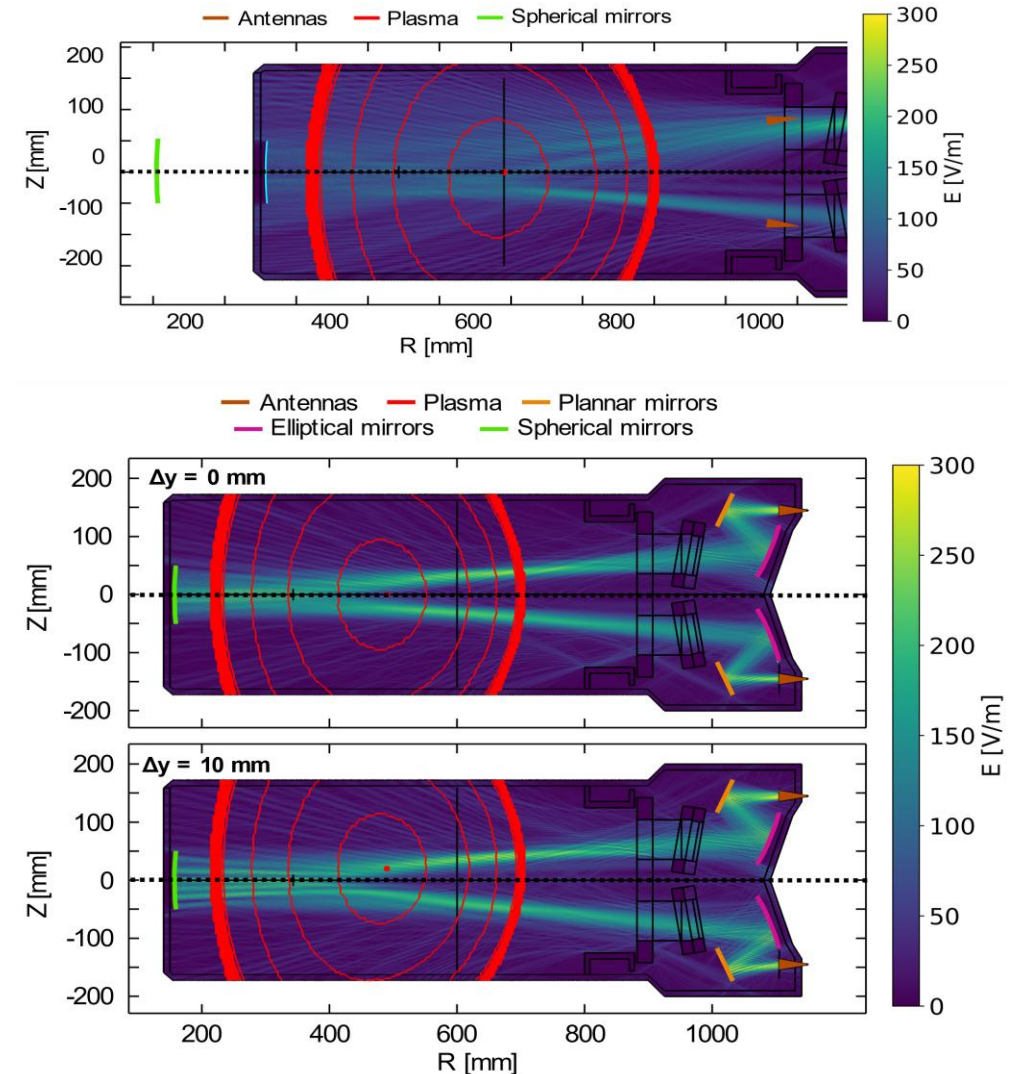 Antennas Plasma Spherical mirrors
200
100
0
-100
-200
Z [mm]
200 400 600 800 1000
R [mm]
300
250
200
150
100
50
0
E [V/m]
Antennas Plasma Plannar mirrors
Elliptical mirrors Spherical mirrors
Δy = 0 mm
200
100
0
-100
-200
Z [mm]
Δy = 10 mm
200
100
0
-100
-200
Z [mm]
200 400 600 800 1000
R [mm]
300
250
200
150
100
50
0
E [V/m]